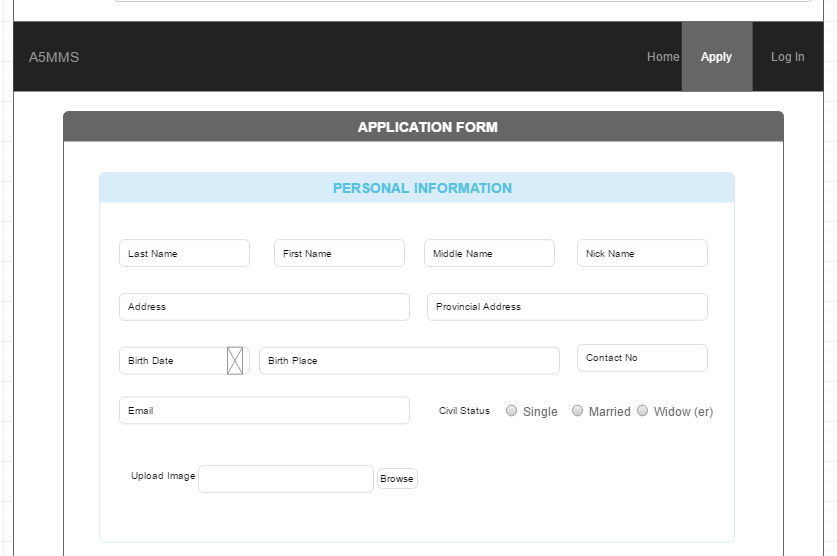 A5MMS Home Apply Log In
APPLICATION FORM
PERSONAL INFORMATION
Last Name First Name Middle Name Nick Name
Address Provincial Address
Birth Date Birth Place Contact No
Email Civil Status Single Married Widow (er)
Upload Image Browse